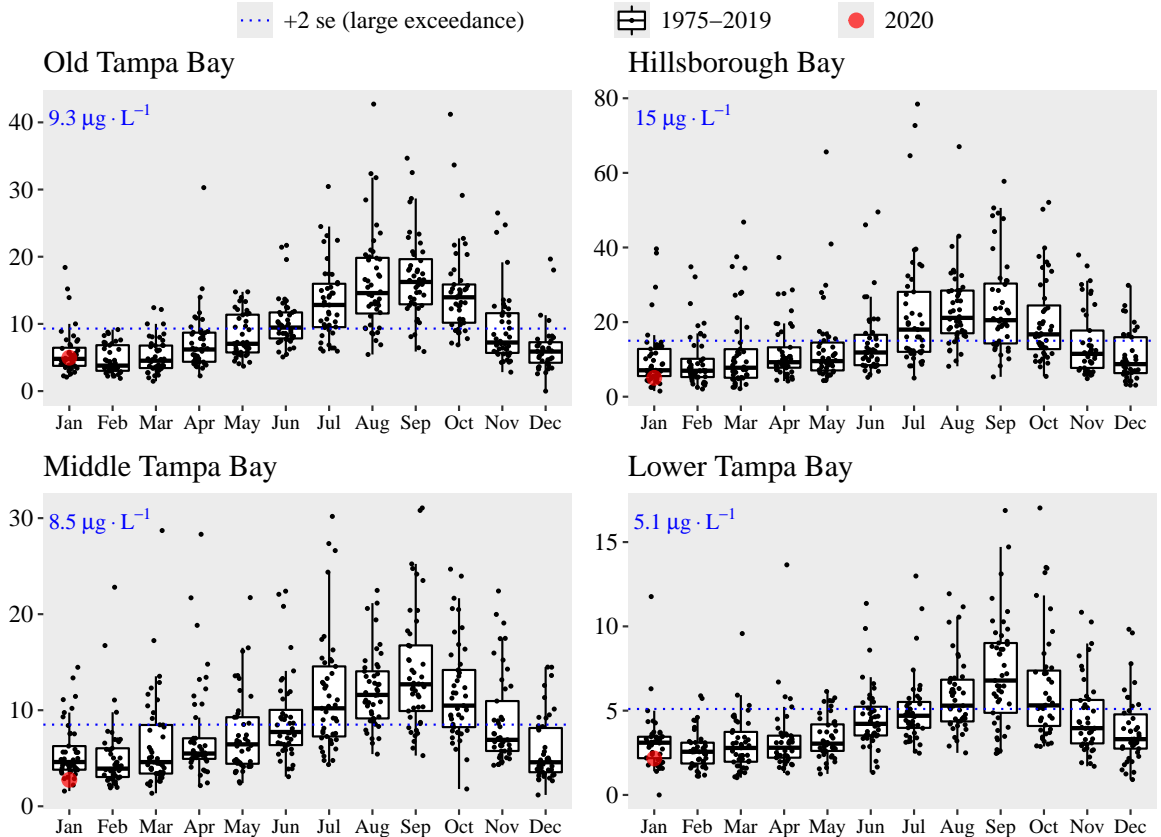 +2 se (large exceedance) 1975–2019 2020
Old Tampa Bay
9.3 μg · L⁻¹
40
30
20
10
0
Jan Feb Mar Apr May Jun Jul Aug Sep Oct Nov Dec
Hillsborough Bay
15 μg · L⁻¹
80
60
40
20
0
Jan Feb Mar Apr May Jun Jul Aug Sep Oct Nov Dec
Middle Tampa Bay
8.5 μg · L⁻¹
30
20
10
0
Jan Feb Mar Apr May Jun Jul Aug Sep Oct Nov Dec
Lower Tampa Bay
5.1 μg · L⁻¹
15
10
5
0
Jan Feb Mar Apr May Jun Jul Aug Sep Oct Nov Dec